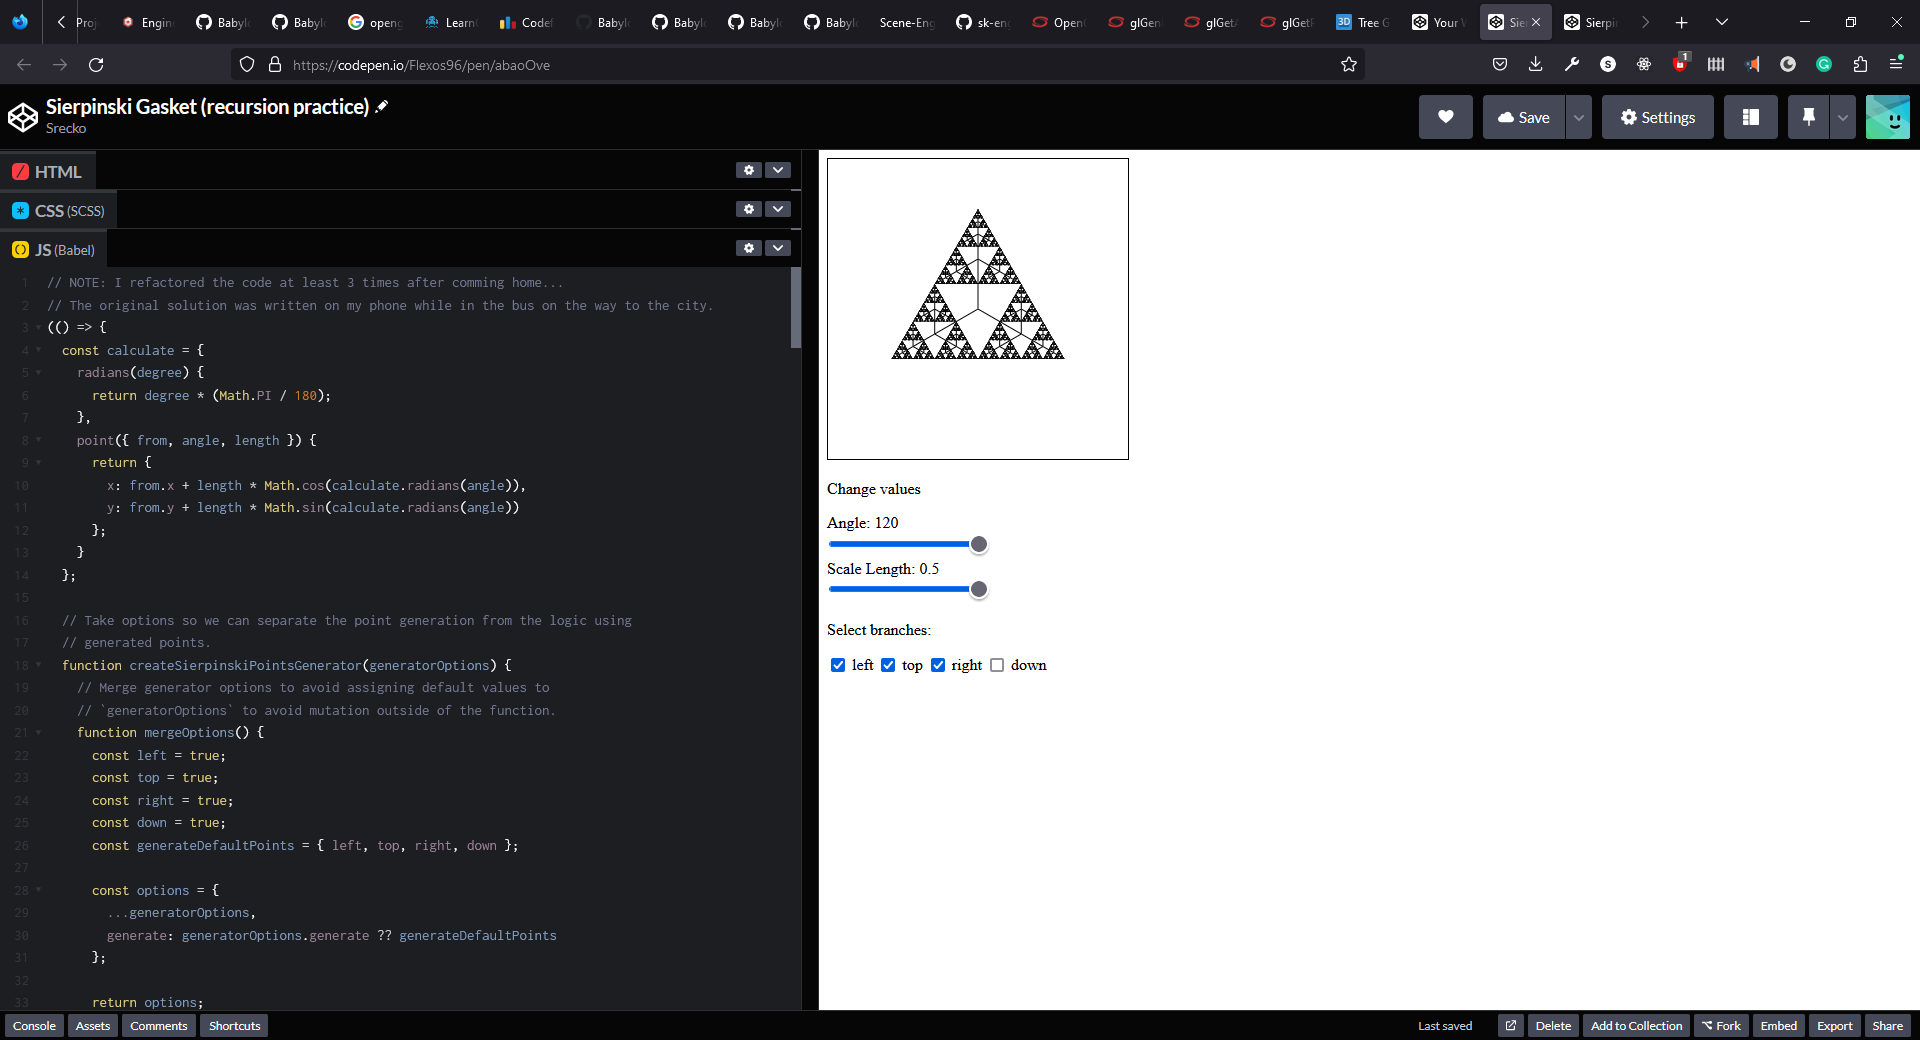 Proj
Engin
Babyl
Babyl
openg
Learn
Codef
Babyl
Babyl
Babyl
Babyl
Scene-Eng
sk-en
Open
glGen
glGet
glGet
3D Tree G
Your
Sie
Sierpin
https://codepen.io/Flexos96/pen/abaoOve
S
1
Sierpinski Gasket (recursion practice)
Srecko
Save
Settings
HTML
CSS (SCSS)
JS (Babel)
1 // NOTE: I refactored the code at least 3 times after comming home...
2 // The original solution was written on my phone while in the bus on the way to the city.
3 (() => {
4 const calculate = {
5 radians(degree) {
6 return degree * (Math.PI / 180);
7 },
8 point({ from, angle, length }) {
9 return {
10 x: from.x + length * Math.cos(calculate.radians(angle)),
11 y: from.y + length * Math.sin(calculate.radians(angle))
12 };
13 }
14 };
15
16 // Take options so we can separate the point generation from the logic using
17 // generated points.
18 function createSierpinskiPointsGenerator(generatorOptions) {
19 // Merge generator options to avoid assigning default values to
20 // `generatorOptions` to avoid mutation outside of the function.
21 function mergeOptions() {
22 const left = true;
23 const top = true;
24 const right = true;
25 const down = true;
26 const generateDefaultPoints = { left, top, right, down };
27
28 const options = {
29 ...generatorOptions,
30 generate: generatorOptions.generate ?? generateDefaultPoints
31 };
32
33 return options;
Change values
Angle: 120
Scale Length: 0.5
Select branches:
left top right down
Console Assets Comments Shortcuts
Last saved
Delete Add to Collection Fork Embed Export Share